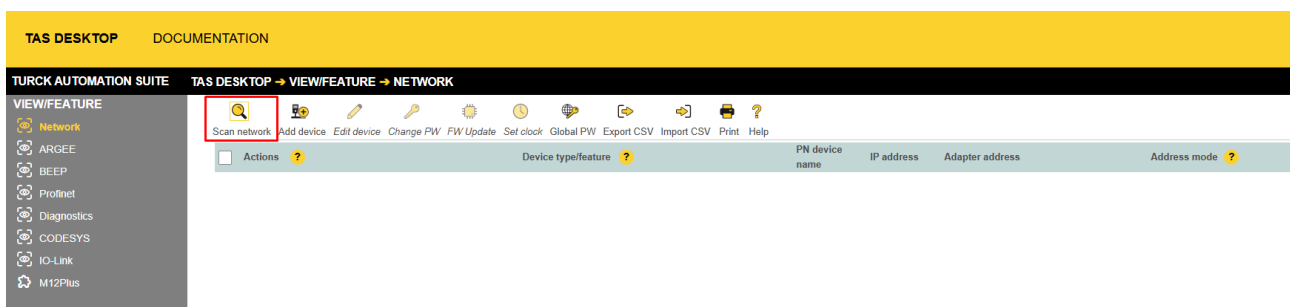 TAS DESKTOP DOCUMENTATION
TURCK AUTOMATION SUITE TAS DESKTOP ➔ VIEW/FEATURE ➔ NETWORK
VIEW/FEATURE
Network
ARGEE
BEEP
Profinet
Diagnostics
CODESYS
IO-Link
M12Plus
Scan network Add device Edit device Change PW FW Update Set clock Global PW Export CSV Import CSV Print Help
Actions ? Device type/feature ? PN device name IP address Adapter address Address mode ?